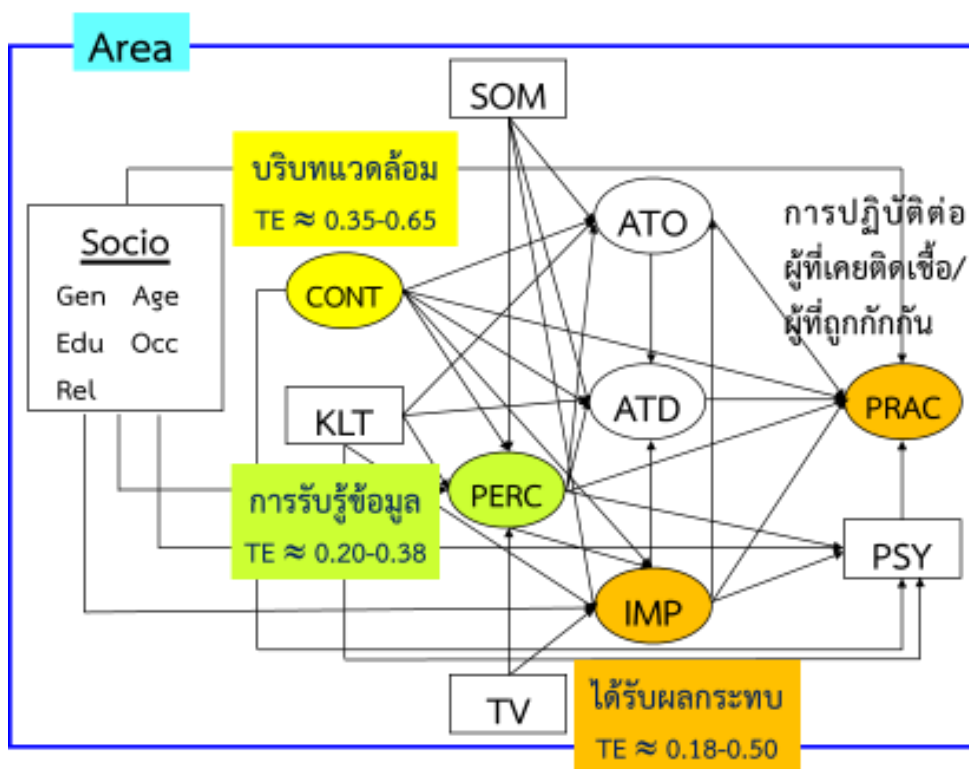 Area
SOM
บริบทแวดล้อม
TE ≈ 0.35-0.65
Socio
Gen Age
Edu Occ
Rel
CONT
ATO
การปฏิบัติต่อ
ผู้ที่เคยติดเชื้อ/
ผู้ที่ถูกกักกัน
KLT
ATD
PRAC
การรับรู้ข้อมูล
TE ≈ 0.20-0.38
PERC
PSY
IMP
TV
ได้รับผลกระทบ
TE ≈ 0.18-0.50